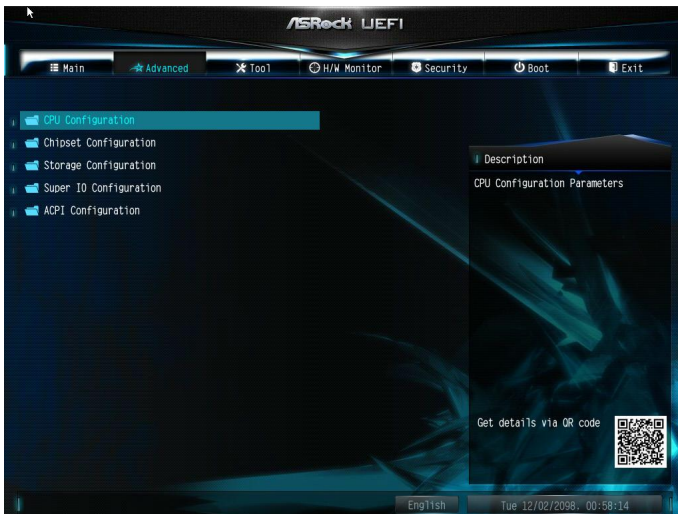 ASRock UEFI
Main Advanced Tool H/W Monitor Security Boot Exit
CPU Configuration
Chipset Configuration
Storage Configuration
Super IO Configuration
ACPI Configuration
Description
CPU Configuration Parameters
Get details via QR code
English Tue 12/02/2098. 00:58:14